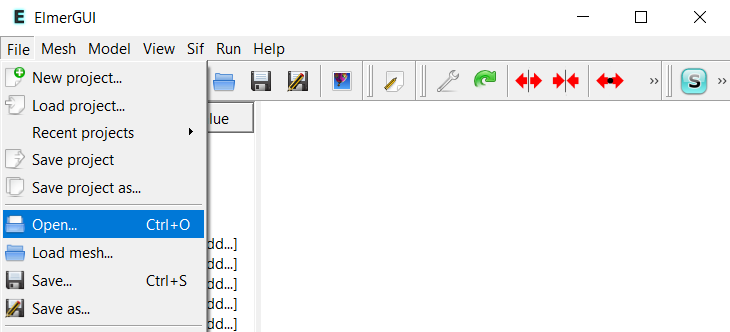 ElmerGUI
File Mesh Model View Sif Run Help
New project...
Load project...
Recent projects
Save project
Save project as...
Open... Ctrl+O
Load mesh...
Save... Ctrl+S
Save as...
lue
dd...]
dd...]
dd...]
dd...]
dd...]
S